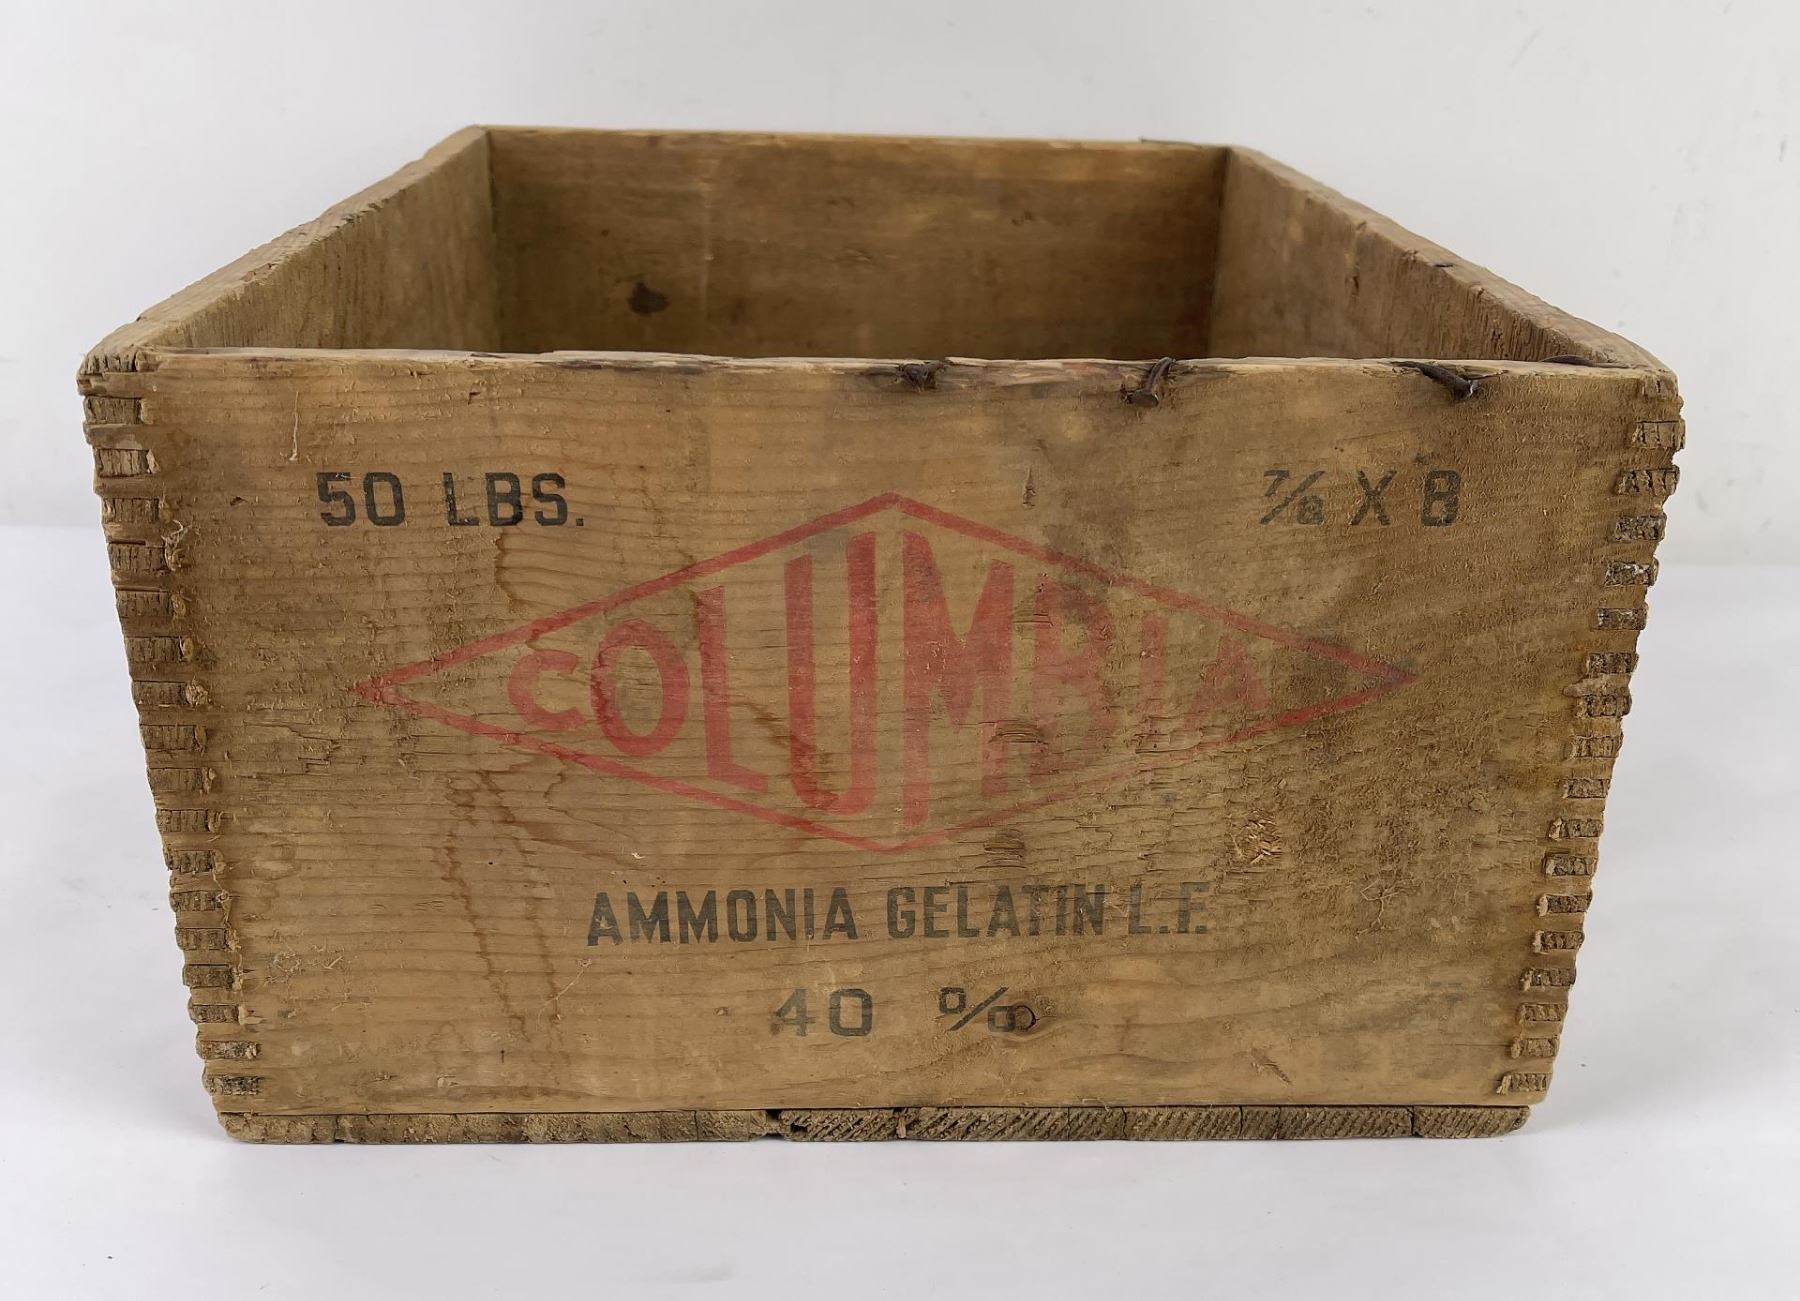 50 LBS. 7/8 X 8
COLUMBIA
AMMONIA GELATIN L.F.
40 %